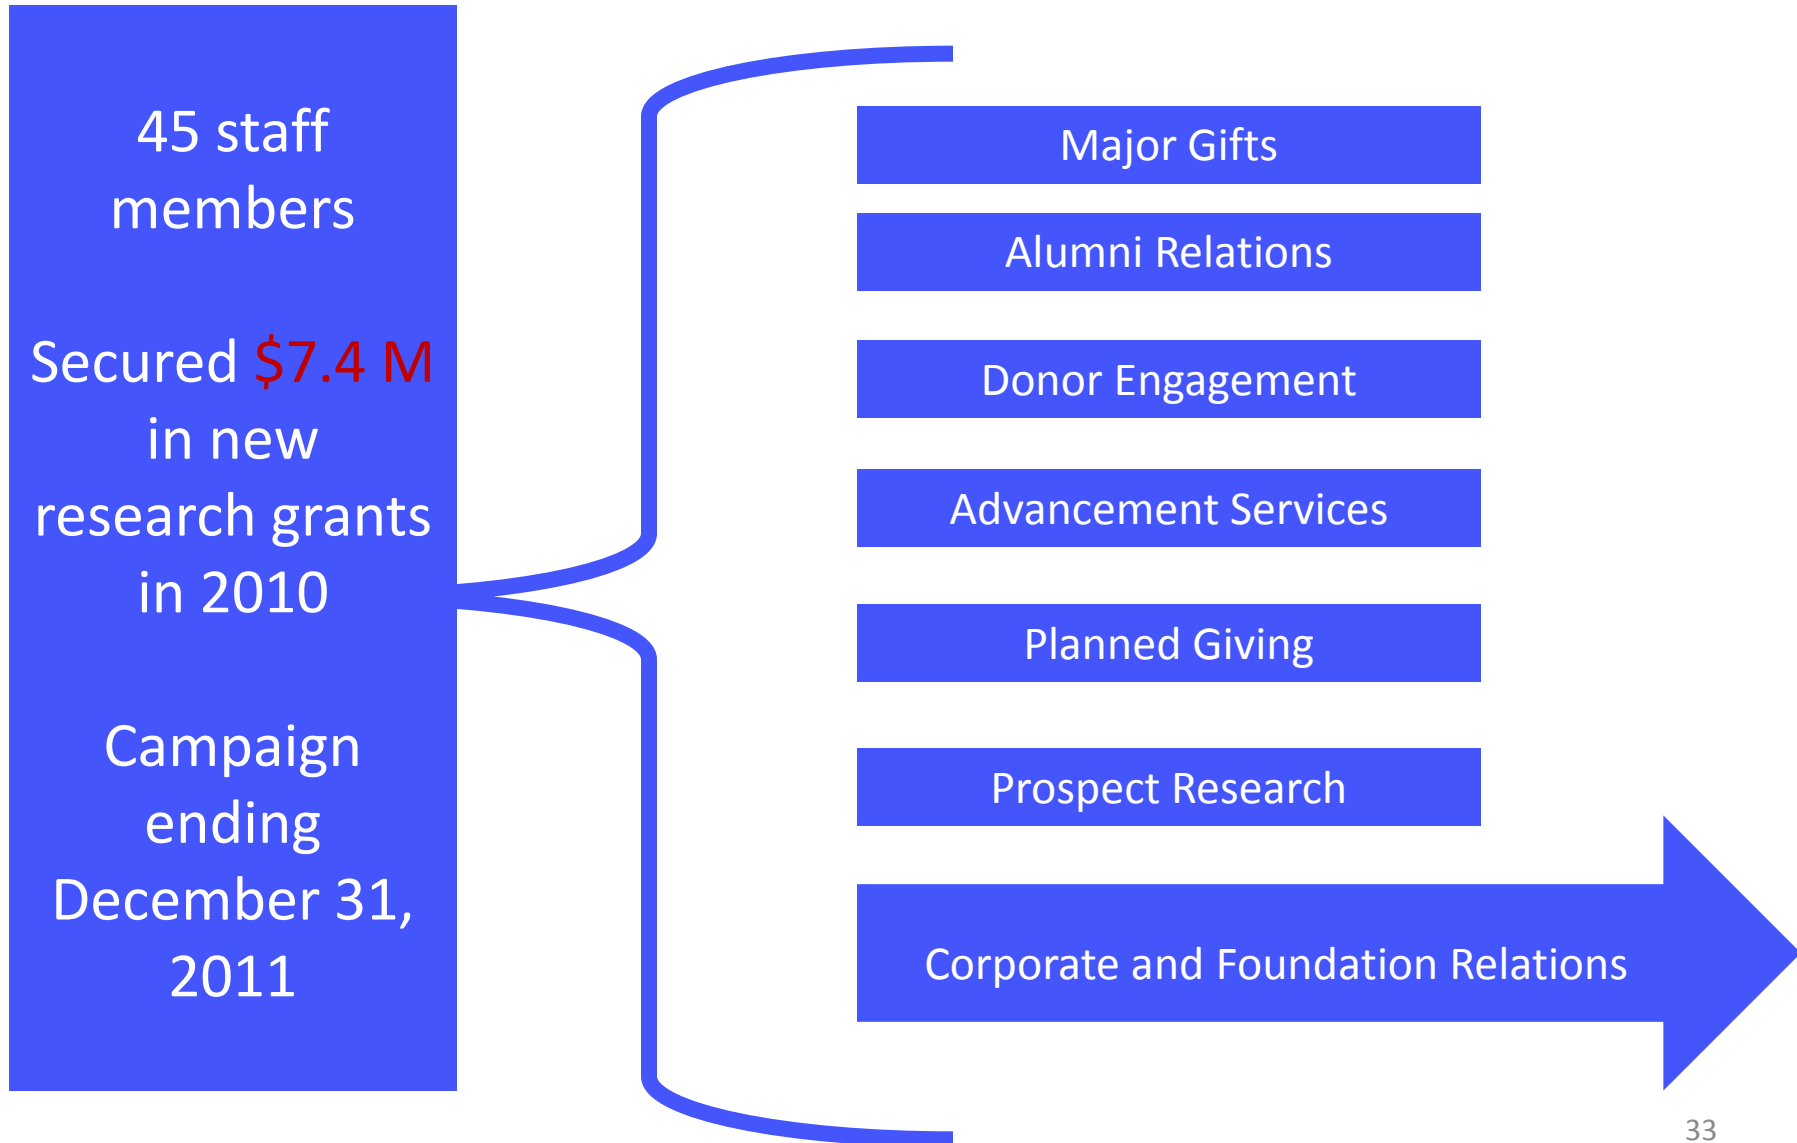 45 staff
members
Secured $7.4 M
in new
research grants
in 2010
Campaign
ending
December 31,
2011
Major Gifts
Alumni Relations
Donor Engagement
Advancement Services
Planned Giving
Prospect Research
Corporate and Foundation Relations
33